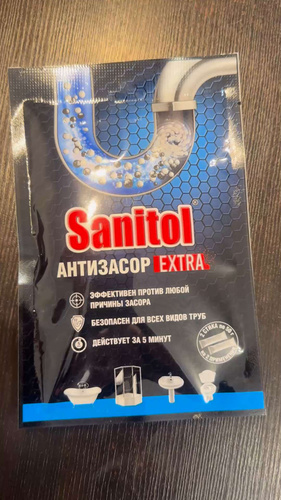 Sanitol®
АНТИЗАСОР EXTRA
ЭФФЕКТИВЕН ПРОТИВ ЛЮБОЙ
ПРИЧИНЫ ЗАСОРА
БЕЗОПАСЕН ДЛЯ ВСЕХ ВИДОВ ТРУБ
ДЕЙСТВУЕТ ЗА 5 МИНУТ